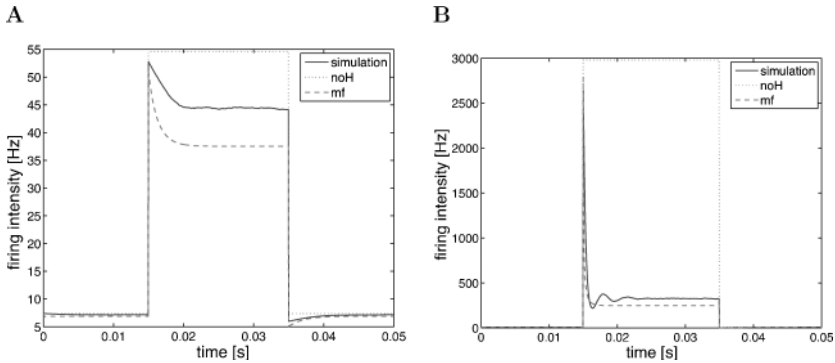 A
firing intensity [Hz]
55
50
45
40
35
30
25
20
15
10
5
0
0.01
0.02
0.03
0.04
0.05
time [s]
simulation
noH
mf
B
firing intensity [Hz]
3000
2500
2000
1500
1000
500
0
0
0.01
0.02
0.03
0.04
0.05
time [s]
simulation
noH
mf